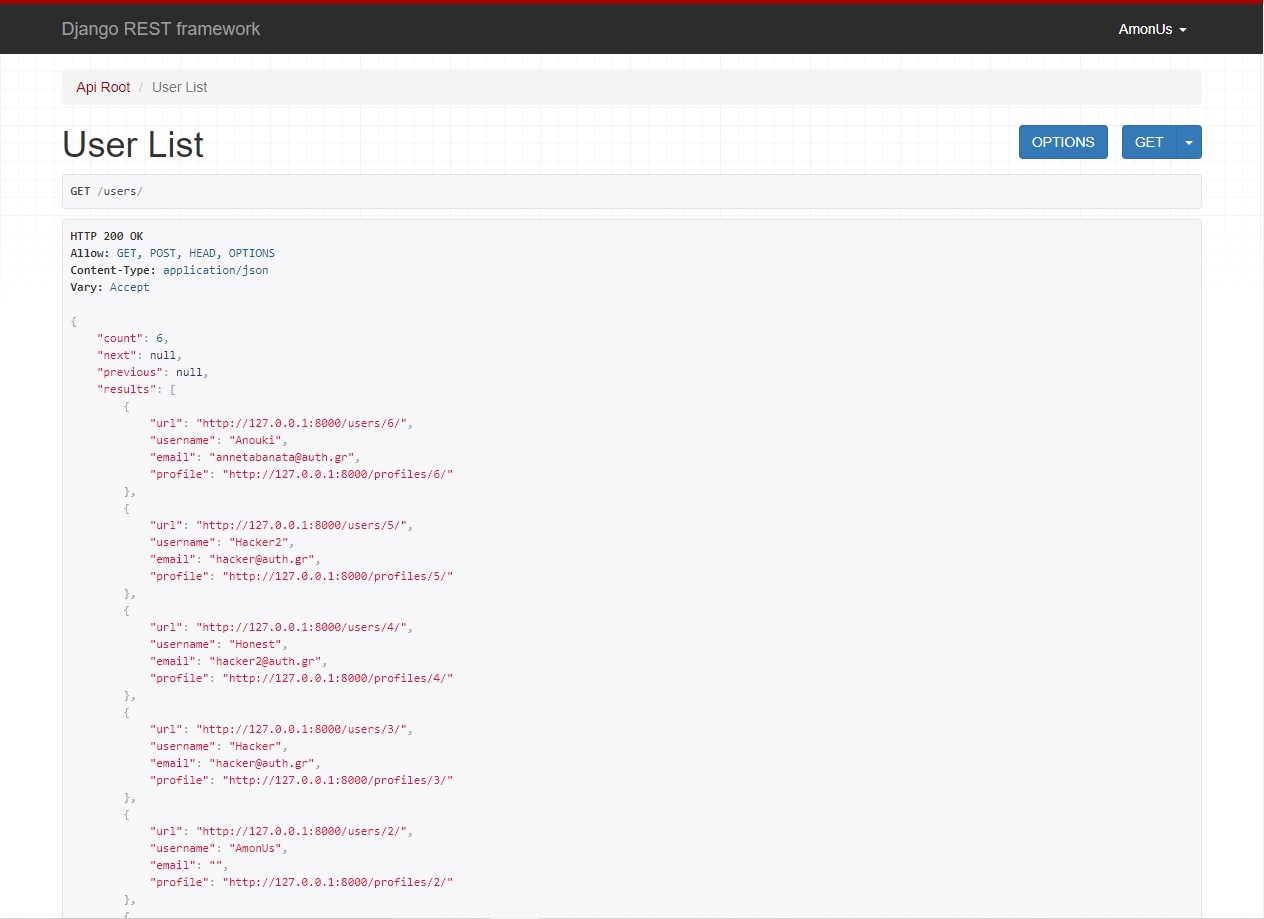 Django REST framework
AmonUs
Api Root / User List
User List
OPTIONS
GET
GET /users/
HTTP 200 OK
Allow: GET, POST, HEAD, OPTIONS
Content-Type: application/json
Vary: Accept
{
"count": 6,
"next": null,
"previous": null,
"results": [
{
"url": "http://127.0.0.1:8000/users/6/",
"username": "Anouki",
"email": "annetabanata@auth.gr",
"profile": "http://127.0.0.1:8000/profiles/6/"
},
{
"url": "http://127.0.0.1:8000/users/5/",
"username": "Hacker2",
"email": "hacker@auth.gr",
"profile": "http://127.0.0.1:8000/profiles/5/"
},
{
"url": "http://127.0.0.1:8000/users/4/",
"username": "Honest",
"email": "hacker2@auth.gr",
"profile": "http://127.0.0.1:8000/profiles/4/"
},
{
"url": "http://127.0.0.1:8000/users/3/",
"username": "Hacker",
"email": "hacker@auth.gr",
"profile": "http://127.0.0.1:8000/profiles/3/"
},
{
"url": "http://127.0.0.1:8000/users/2/",
"username": "AmonUs",
"email": "",
"profile": "http://127.0.0.1:8000/profiles/2/"
},
{